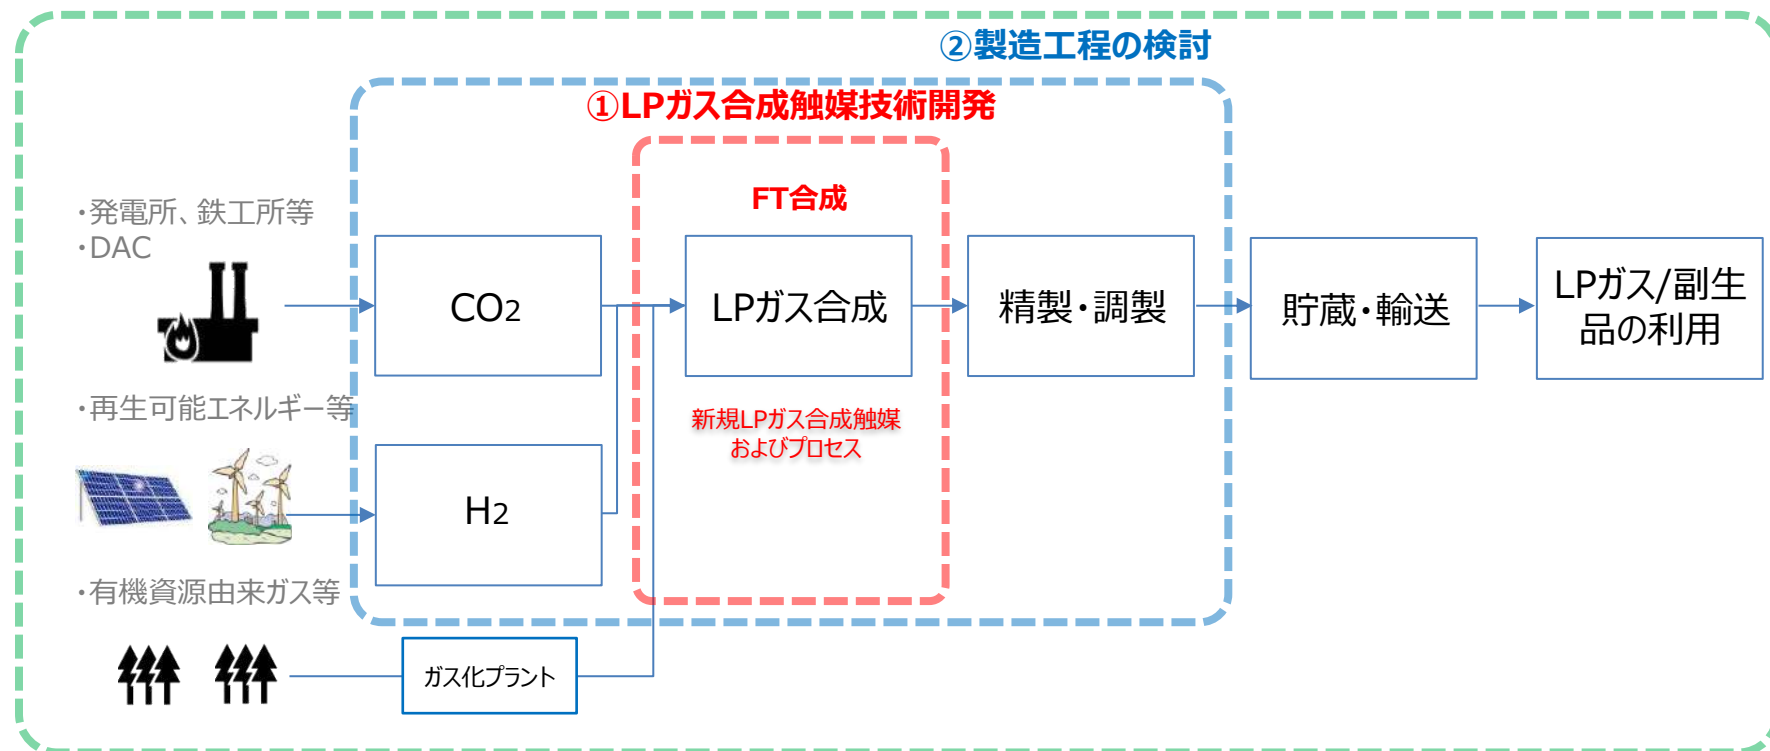 ②製造工程の検討
①LPガス合成触媒技術開発
FT合成
・発電所、鉄工所等
・DAC
CO2
LPガス合成
精製・調製
貯蔵・輸送
LPガス/副生
品の利用
新規LPガス合成触媒
およびプロセス
・再生可能エネルギー等
H2
・有機資源由来ガス等
ガス化プラント